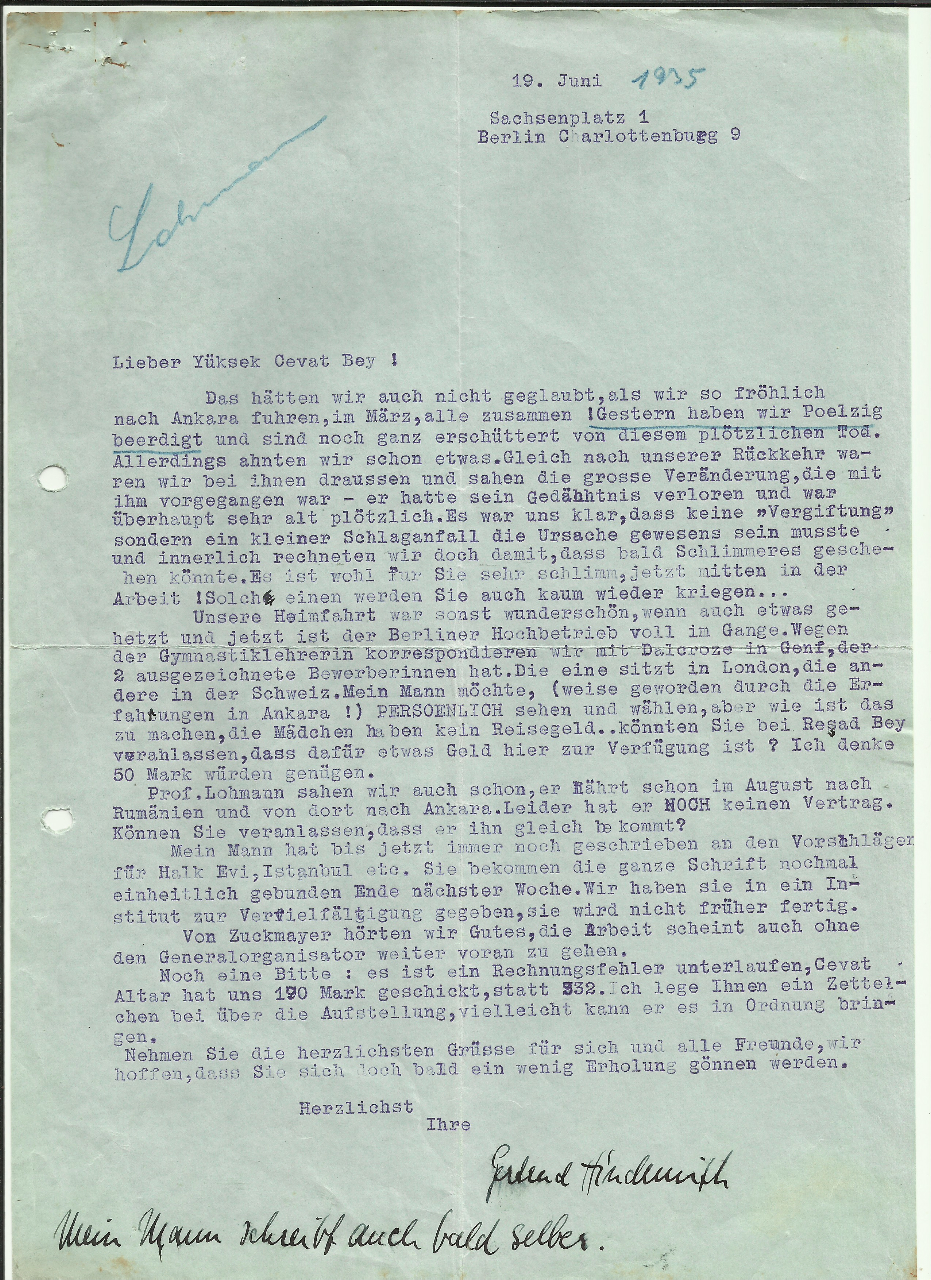 19. Juni 1935
Sachsenplatz 1
Berlin Charlottenburg 9
Lohmann
Lieber Yüksek Cevat Bey !
Das hätten wir auch nicht geglaubt,als wir so fröhlich
nach Ankara fuhren,im März,alle zusammen !Gestern haben wir Poelzig
beerdigt und sind noch ganz erschüttert von diesem plötzlichen Tod.
Allerdings ahnten wir schon etwas.Gleich nach unserer Rückkehr wa-
ren wir bei ihnen draussen und sahen die grosse Veränderung,die mit
ihm vorgegangen war - er hatte sein Gedähhtnis verloren und war
überhaupt sehr alt plötzlich.Es war uns klar,dass keine "Vergiftung"
sondern ein kleiner Schlaganfall die Ursache gewesens sein musste
und innerlich rechneten wir doch damit,dass bald Schlimmeres gesche-
hen könnte.Es ist wohl für Sie sehr schlimm,jetzt mitten in der
Arbeit !Solche einen werden Sie auch kaum wieder kriegen...
Unsere Heimfahrt war sonst wunderschön,wenn auch etwas ge-
hetzt und jetzt ist der Berliner Hochbetrieb voll im Gange.Wegen
der Gymnastiklehrerin korrespondieren wir mit Dalcroze in Genf,der
2 ausgezeichnete Bewerberinnen hat.Die eine sitzt in London,die an-
dere in der Schweiz.Mein Mann möchte, (weise geworden durch die Er-
fahtungen in Ankara !) PERSOENLICH sehen und wählen,aber wie ist das
zu machen,die Mädchen haben kein Reisegeld..könnten Sie bei Reşad Bey
veranlassen,dass dafür etwas Geld hier zur Verfügung ist ? Ich denke
50 Mark würden genügen.
Prof.Lohmann sahen wir auch schon,er fährt schon im August nach
Rumänien und von dort nach Ankara.Leider hat er NOCH keinen Vertrag.
Können Sie veranlassen,dass er ihn gleich bekommt?
Mein Mann hat bis jetzt immer noch geschrieben an den Vorschläger
für Halk Evi,Istanbul etc. Sie bekommen die ganze Schrift nochmal
einheitlich gebunden Ende nächster Woche.Wir haben sie in ein In-
stitut zur Verfielfältigung gegeben,sie wird nicht früher fertig.
Von Zuckmayer hörten wir Gutes,die Arbeit scheint auch ohne
den Generalorganisator weiter voran zu gehen.
Noch eine Bitte : es ist ein Rechnungsfehler unterlaufen,Cevat
Altar hat uns 190 Mark geschickt,statt 332.Ich lege Ihnen ein Zettel-
chen bei über die Aufstellung,vielleicht kann er es in Ordnung brin-
gen.
Nehmen Sie die herzlichsten Grüsse für sich und alle Freunde,wir
hoffen,dass Sie sich doch bald ein wenig Erholung gönnen werden.
Herzlichst
Ihre
Gertrud Hindemith
Mein Mann schreibt auch bald selber.